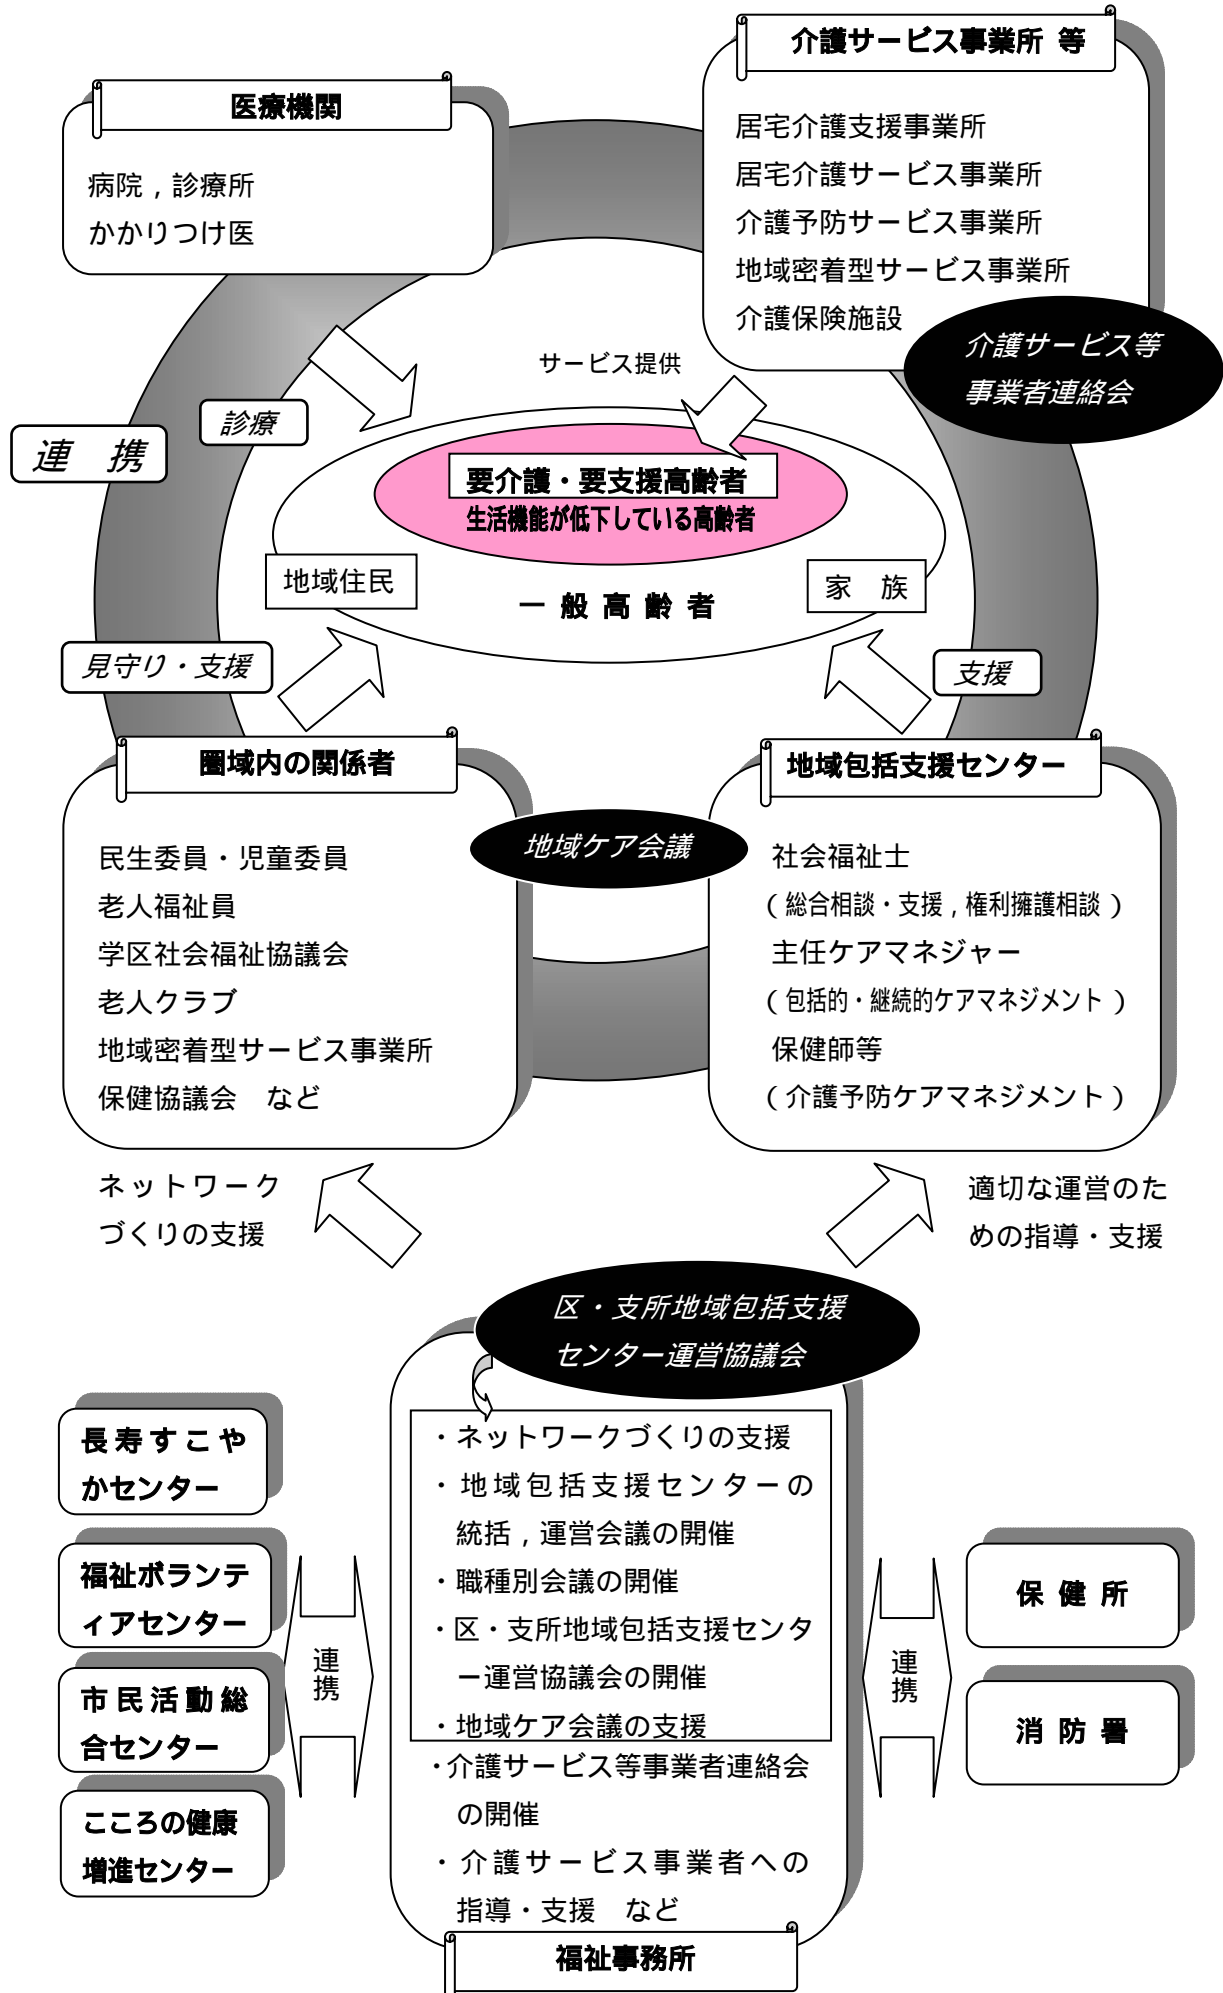 介護サービス事業所 等
居宅介護支援事業所
居宅介護サービス事業所
介護予防サービス事業所
地域密着型サービス事業所
介護保険施設
介護サービス等
事業者連絡会
医療機関
病院，診療所
かかりつけ医
サービス提供
診療
連　携
要介護・要支援高齢者
生活機能が低下している高齢者
地域住民
一 般 高 齢 者
家　族
見守り・支援
支援
圏域内の関係者
民生委員・児童委員
老人福祉員
学区社会福祉協議会
老人クラブ
地域密着型サービス事業所
保健協議会　など
地域ケア会議
地域包括支援センター
社会福祉士
（総合相談・支援，権利擁護相談）
主任ケアマネジャー
（包括的・継続的ケアマネジメント）
保健師等
（介護予防ケアマネジメント）
ネットワーク
づくりの支援
適切な運営のた
めの指導・支援
区・支所地域包括支援
センター運営協議会
・ネットワークづくりの支援
・地域包括支援センターの
統括，運営会議の開催
・職種別会議の開催
・区・支所地域包括支援センタ
ー運営協議会の開催
・地域ケア会議の支援
・介護サービス等事業者連絡会
の開催
・介護サービス事業者への
指導・支援　など
福祉事務所
長寿すこや
かセンター
福祉ボランテ
ィアセンター
市民活動総
合センター
こころの健康
増進センター
連携
連携
保 健 所
消 防 署